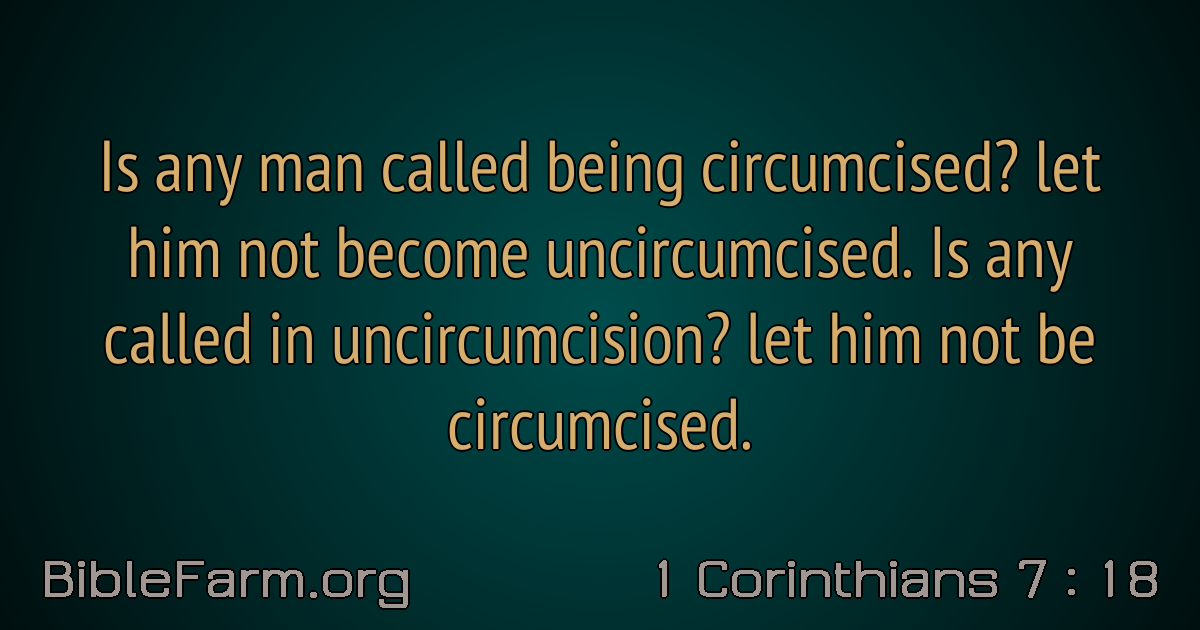 Is any man called being circumcised? let
him not become uncircumcised. Is any
called in uncircumcision? let him not be
circumcised.
BibleFarm.org
1 Corinthians 7 : 18